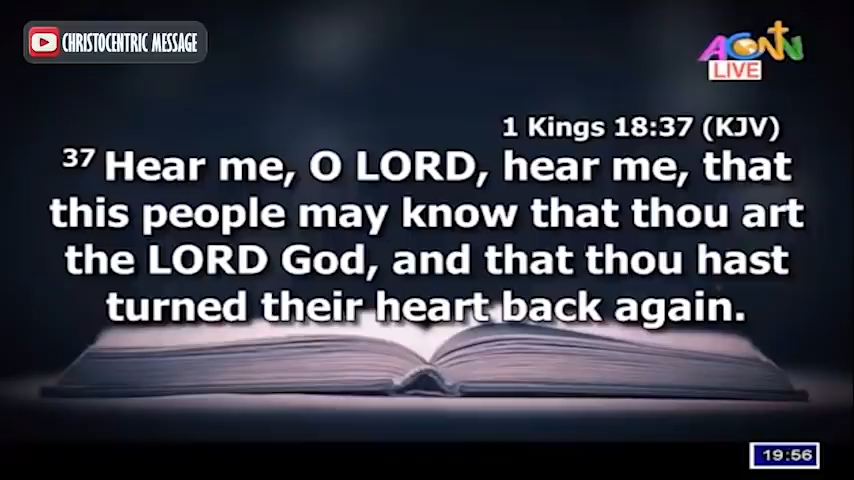 CHRISTOCENTRIC MESSAGE
ACNN
LIVE
1 Kings 18:37 (KJV)
37 Hear me, O LORD, hear me, that
this people may know that thou art
the LORD God, and that thou hast
turned their heart back again.
19:56